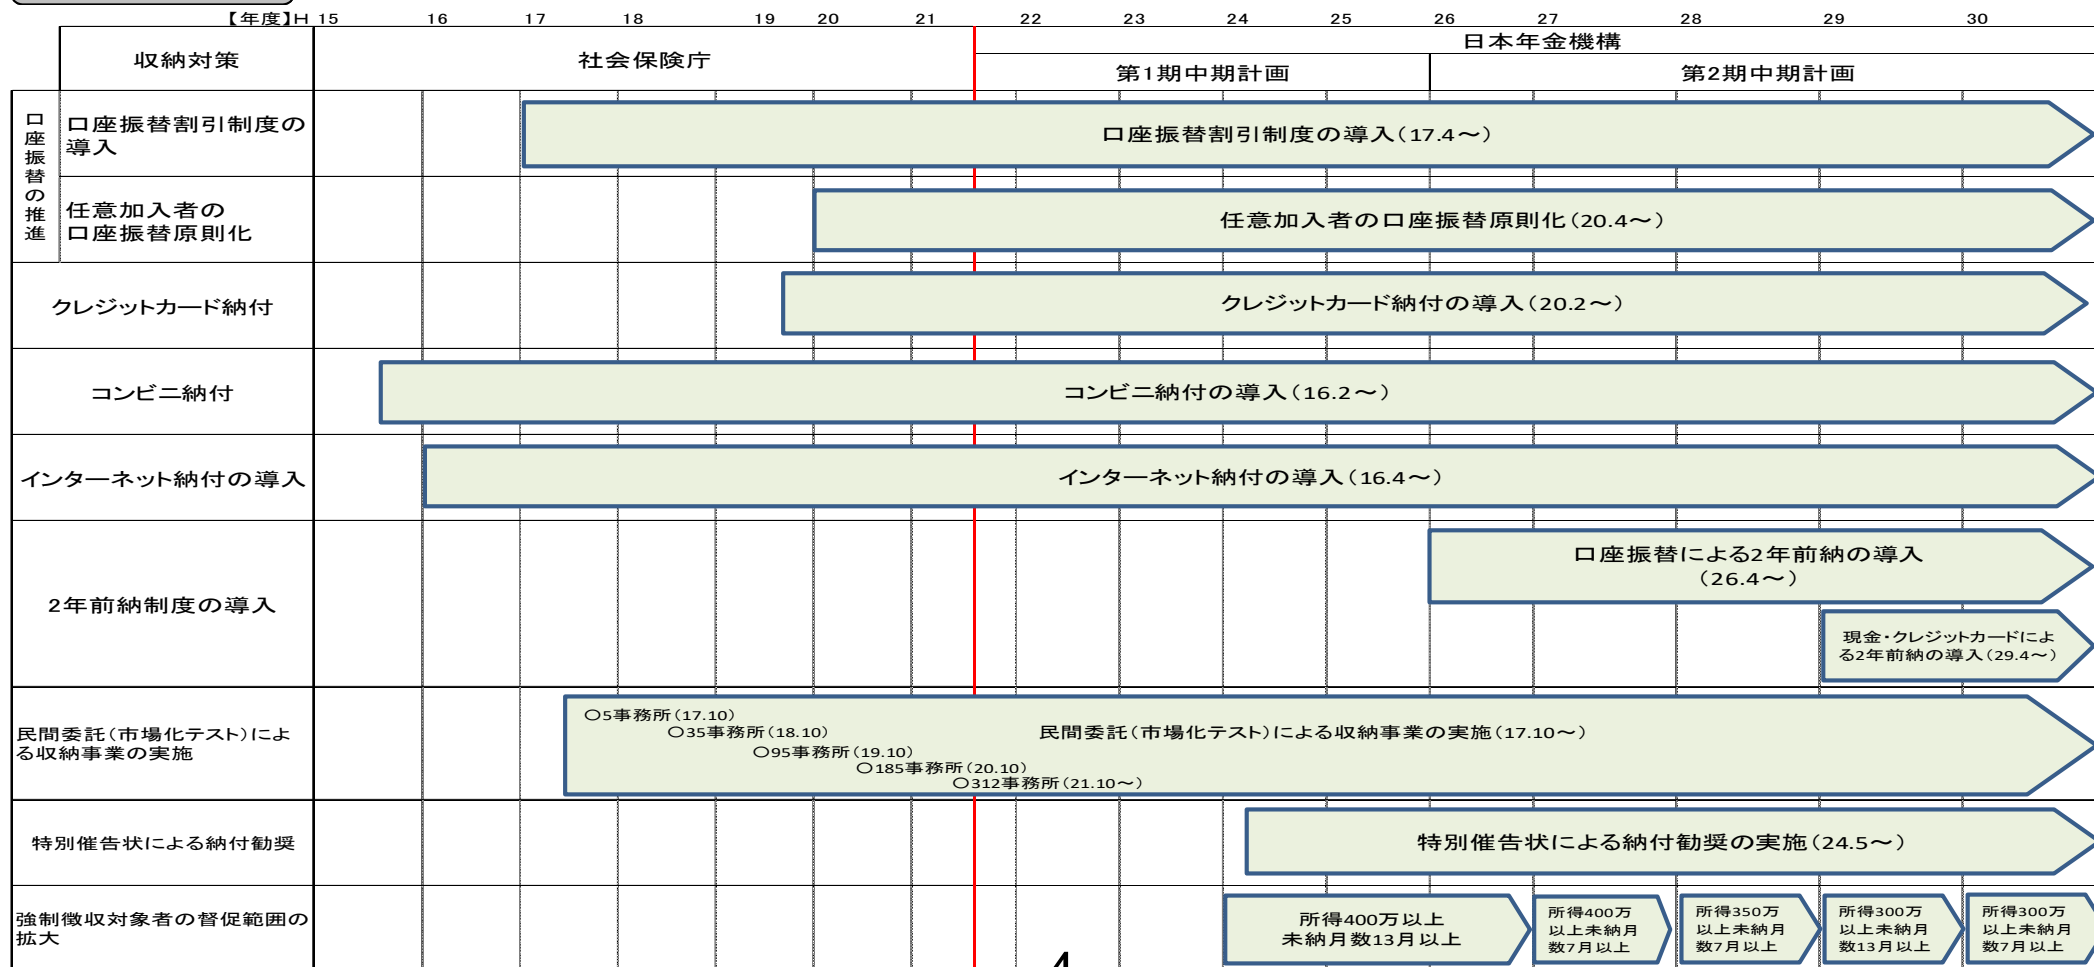 【年度】H 15 16 17 18 19 20 21 22 23 24 25 26 27 28 29 30
収納対策
社会保険庁
日本年金機構
第1期中期計画
第2期中期計画
口座振替の推進
口座振替割引制度の
導入
口座振替割引制度の導入(17.4～)
任意加入者の
口座振替原則化
任意加入者の口座振替原則化(20.4～)
クレジットカード納付
クレジットカード納付の導入(20.2～)
コンビニ納付
コンビニ納付の導入(16.2～)
インターネット納付の導入
インターネット納付の導入(16.4～)
2年前納制度の導入
口座振替による2年前納の導入
(26.4～)
現金・クレジットカードによ
る2年前納の導入(29.4～)
民間委託(市場化テスト)によ
る収納事業の実施
○5事務所(17.10)
○35事務所(18.10)
○95事務所(19.10)
○185事務所(20.10)
○312事務所(21.10～)
民間委託(市場化テスト)による収納事業の実施(17.10～)
特別催告状による納付勧奨
特別催告状による納付勧奨の実施(24.5～)
強制徴収対象者の督促範囲の
拡大
所得400万以上
未納月数13月以上
所得400万
以上未納月
数7月以上
所得350万
以上未納月
数7月以上
所得300万
以上未納月
数13月以上
所得300万
以上未納月
数7月以上
4